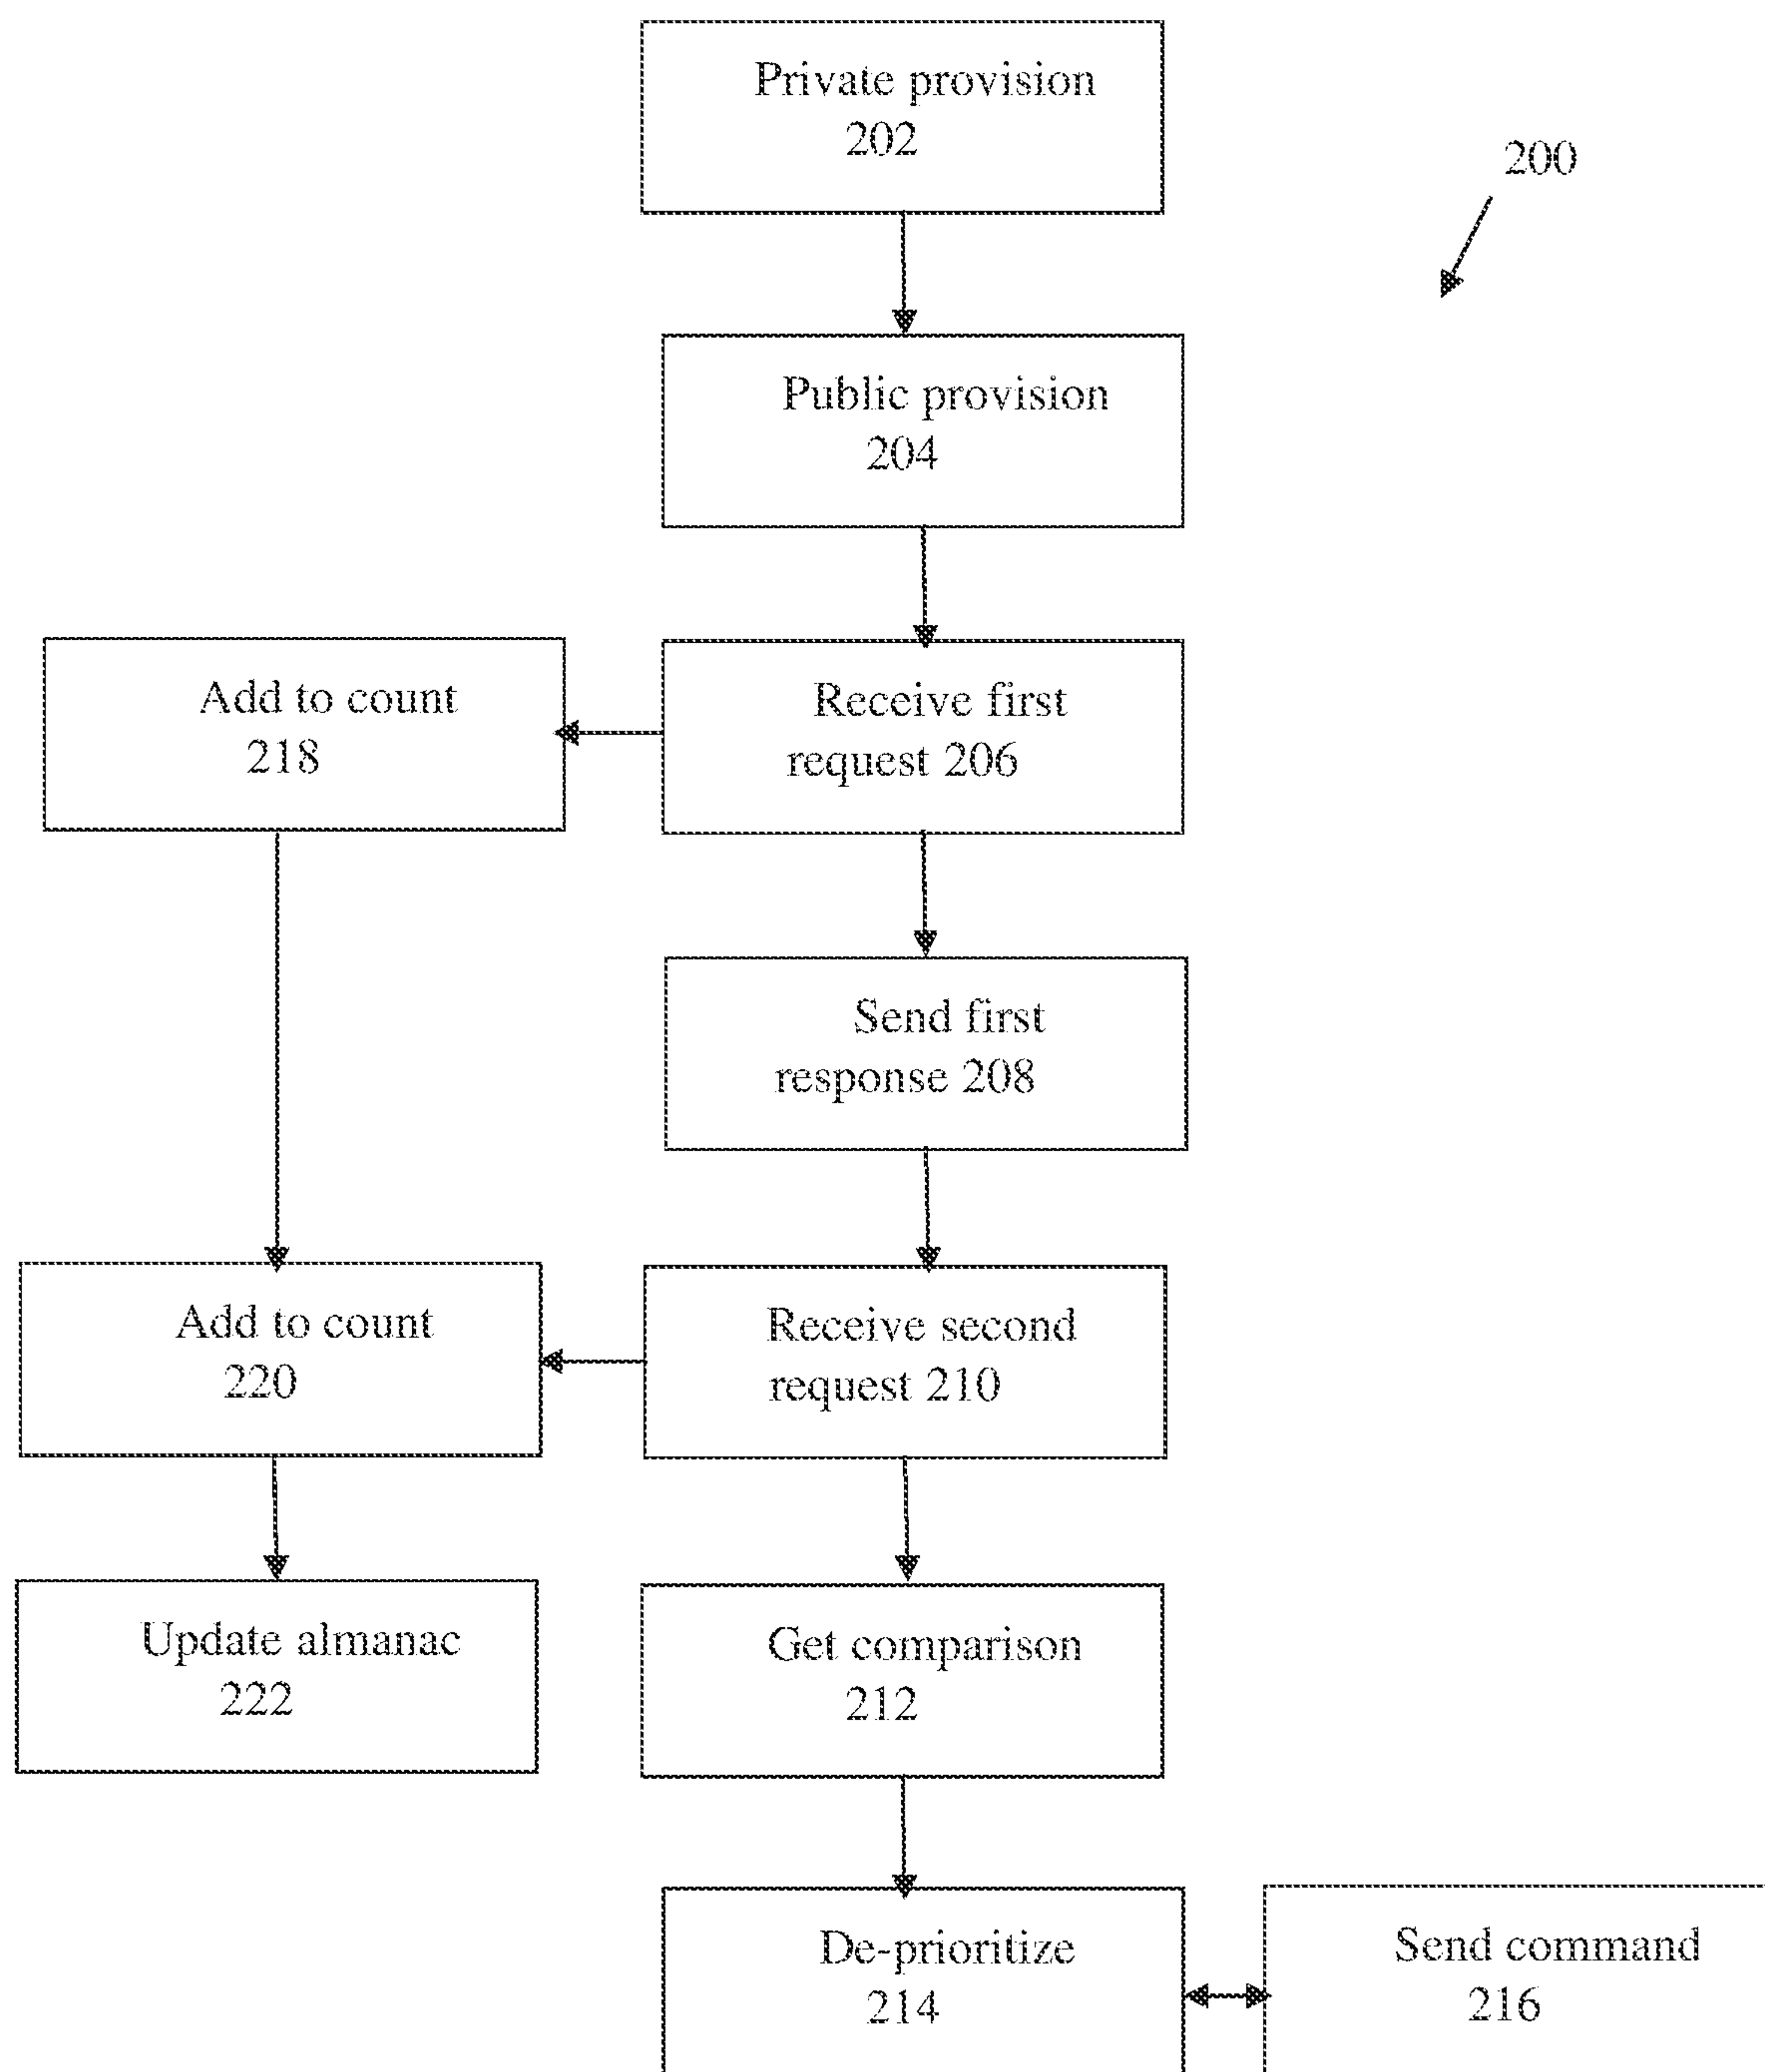 Private provision
202
200
Public provision
204
Add to count
218
Receive first
request 206
Send first
response 208
Add to count
220
Receive second
request 210
Update almanac
222
Get comparison
212
De-prioritize
214
Send command
216